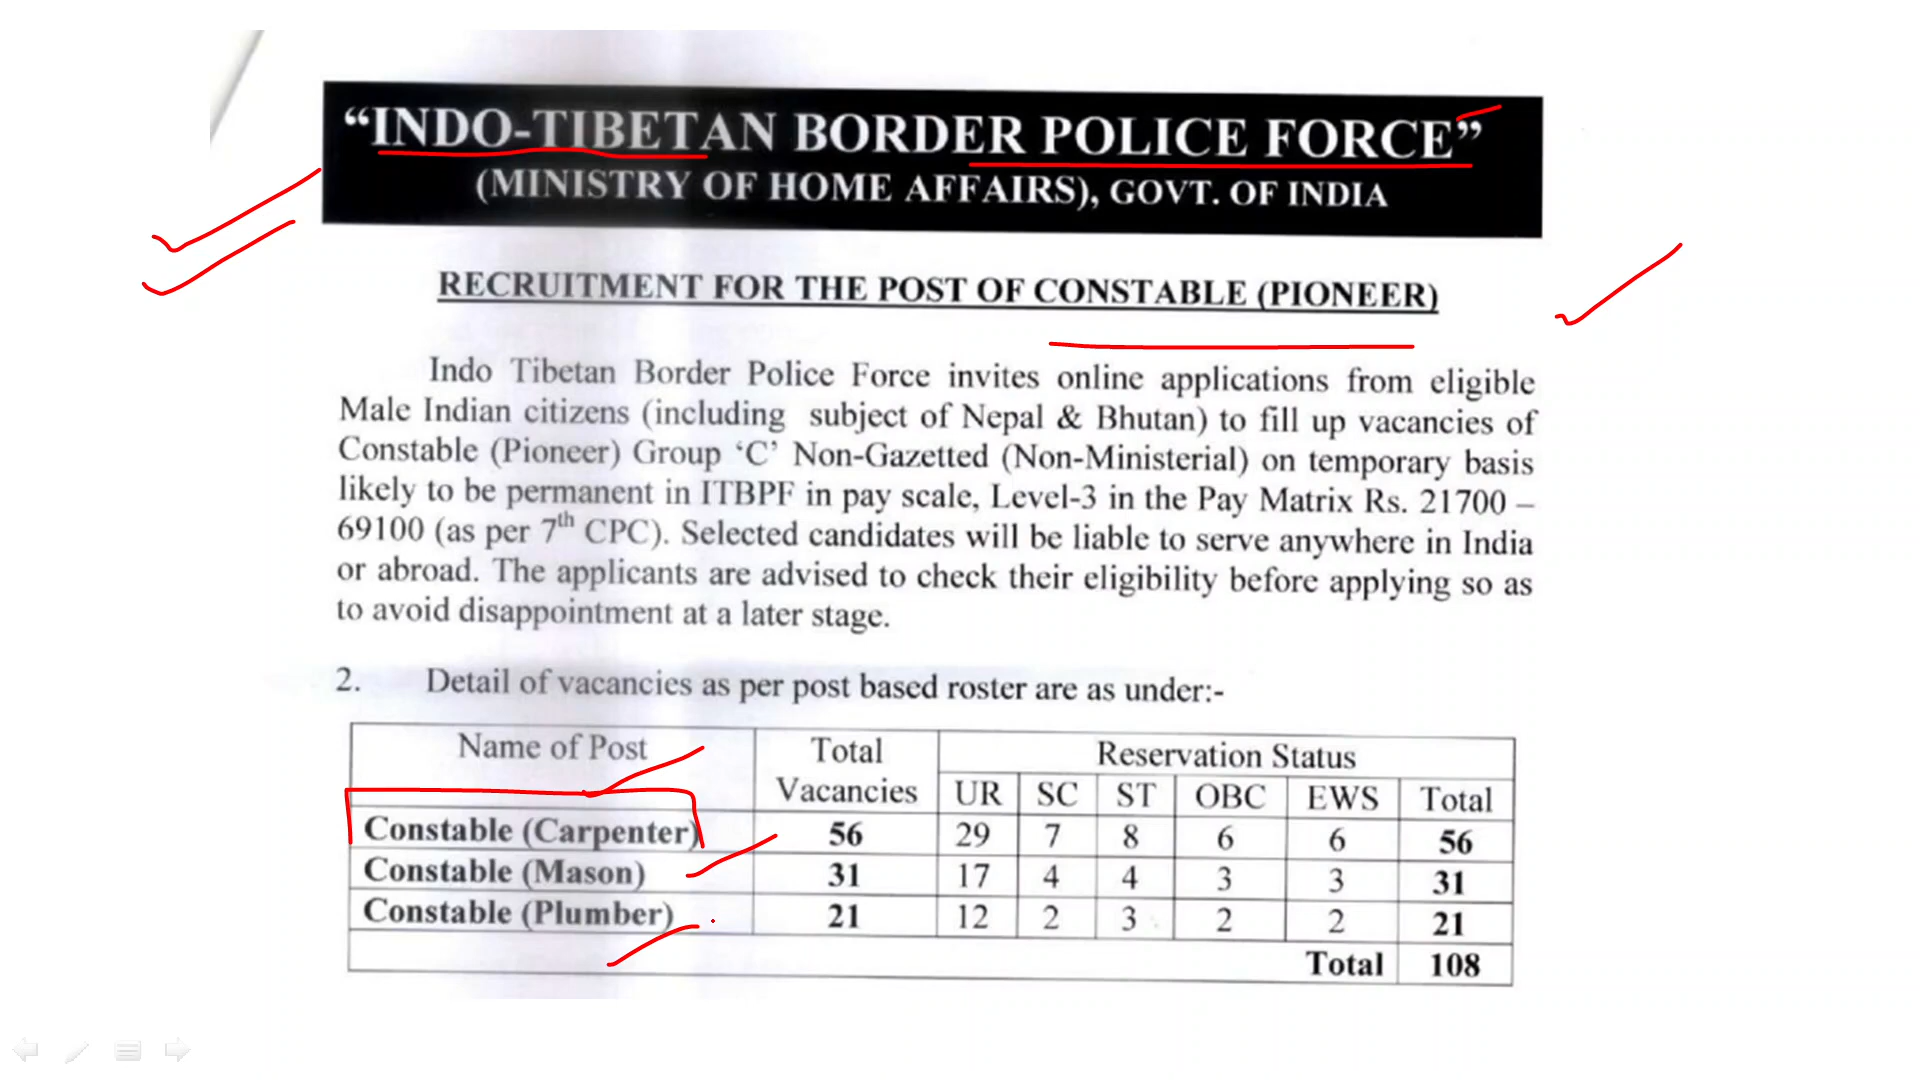 “INDO-TIBETAN BORDER POLICE FORCE”
(MINISTRY OF HOME AFFAIRS), GOVT. OF INDIA
RECRUITMENT FOR THE POST OF CONSTABLE (PIONEER)
Indo Tibetan Border Police Force invites online applications from eligible
Male Indian citizens (including subject of Nepal & Bhutan) to fill up vacancies of
Constable (Pioneer) Group ‘C’ Non-Gazetted (Non-Ministerial) on temporary basis
likely to be permanent in ITBPF in pay scale, Level-3 in the Pay Matrix Rs. 21700 –
69100 (as per 7th CPC). Selected candidates will be liable to serve anywhere in India
or abroad. The applicants are advised to check their eligibility before applying so as
to avoid disappointment at a later stage.
2. Detail of vacancies as per post based roster are as under:-
Name of Post Total Vacancies Reservation Status
UR SC ST OBC EWS Total
Constable (Carpenter) 56 29 7 8 6 6 56
Constable (Mason) 31 17 4 4 3 3 31
Constable (Plumber) 21 12 2 3 2 2 21
Total 108